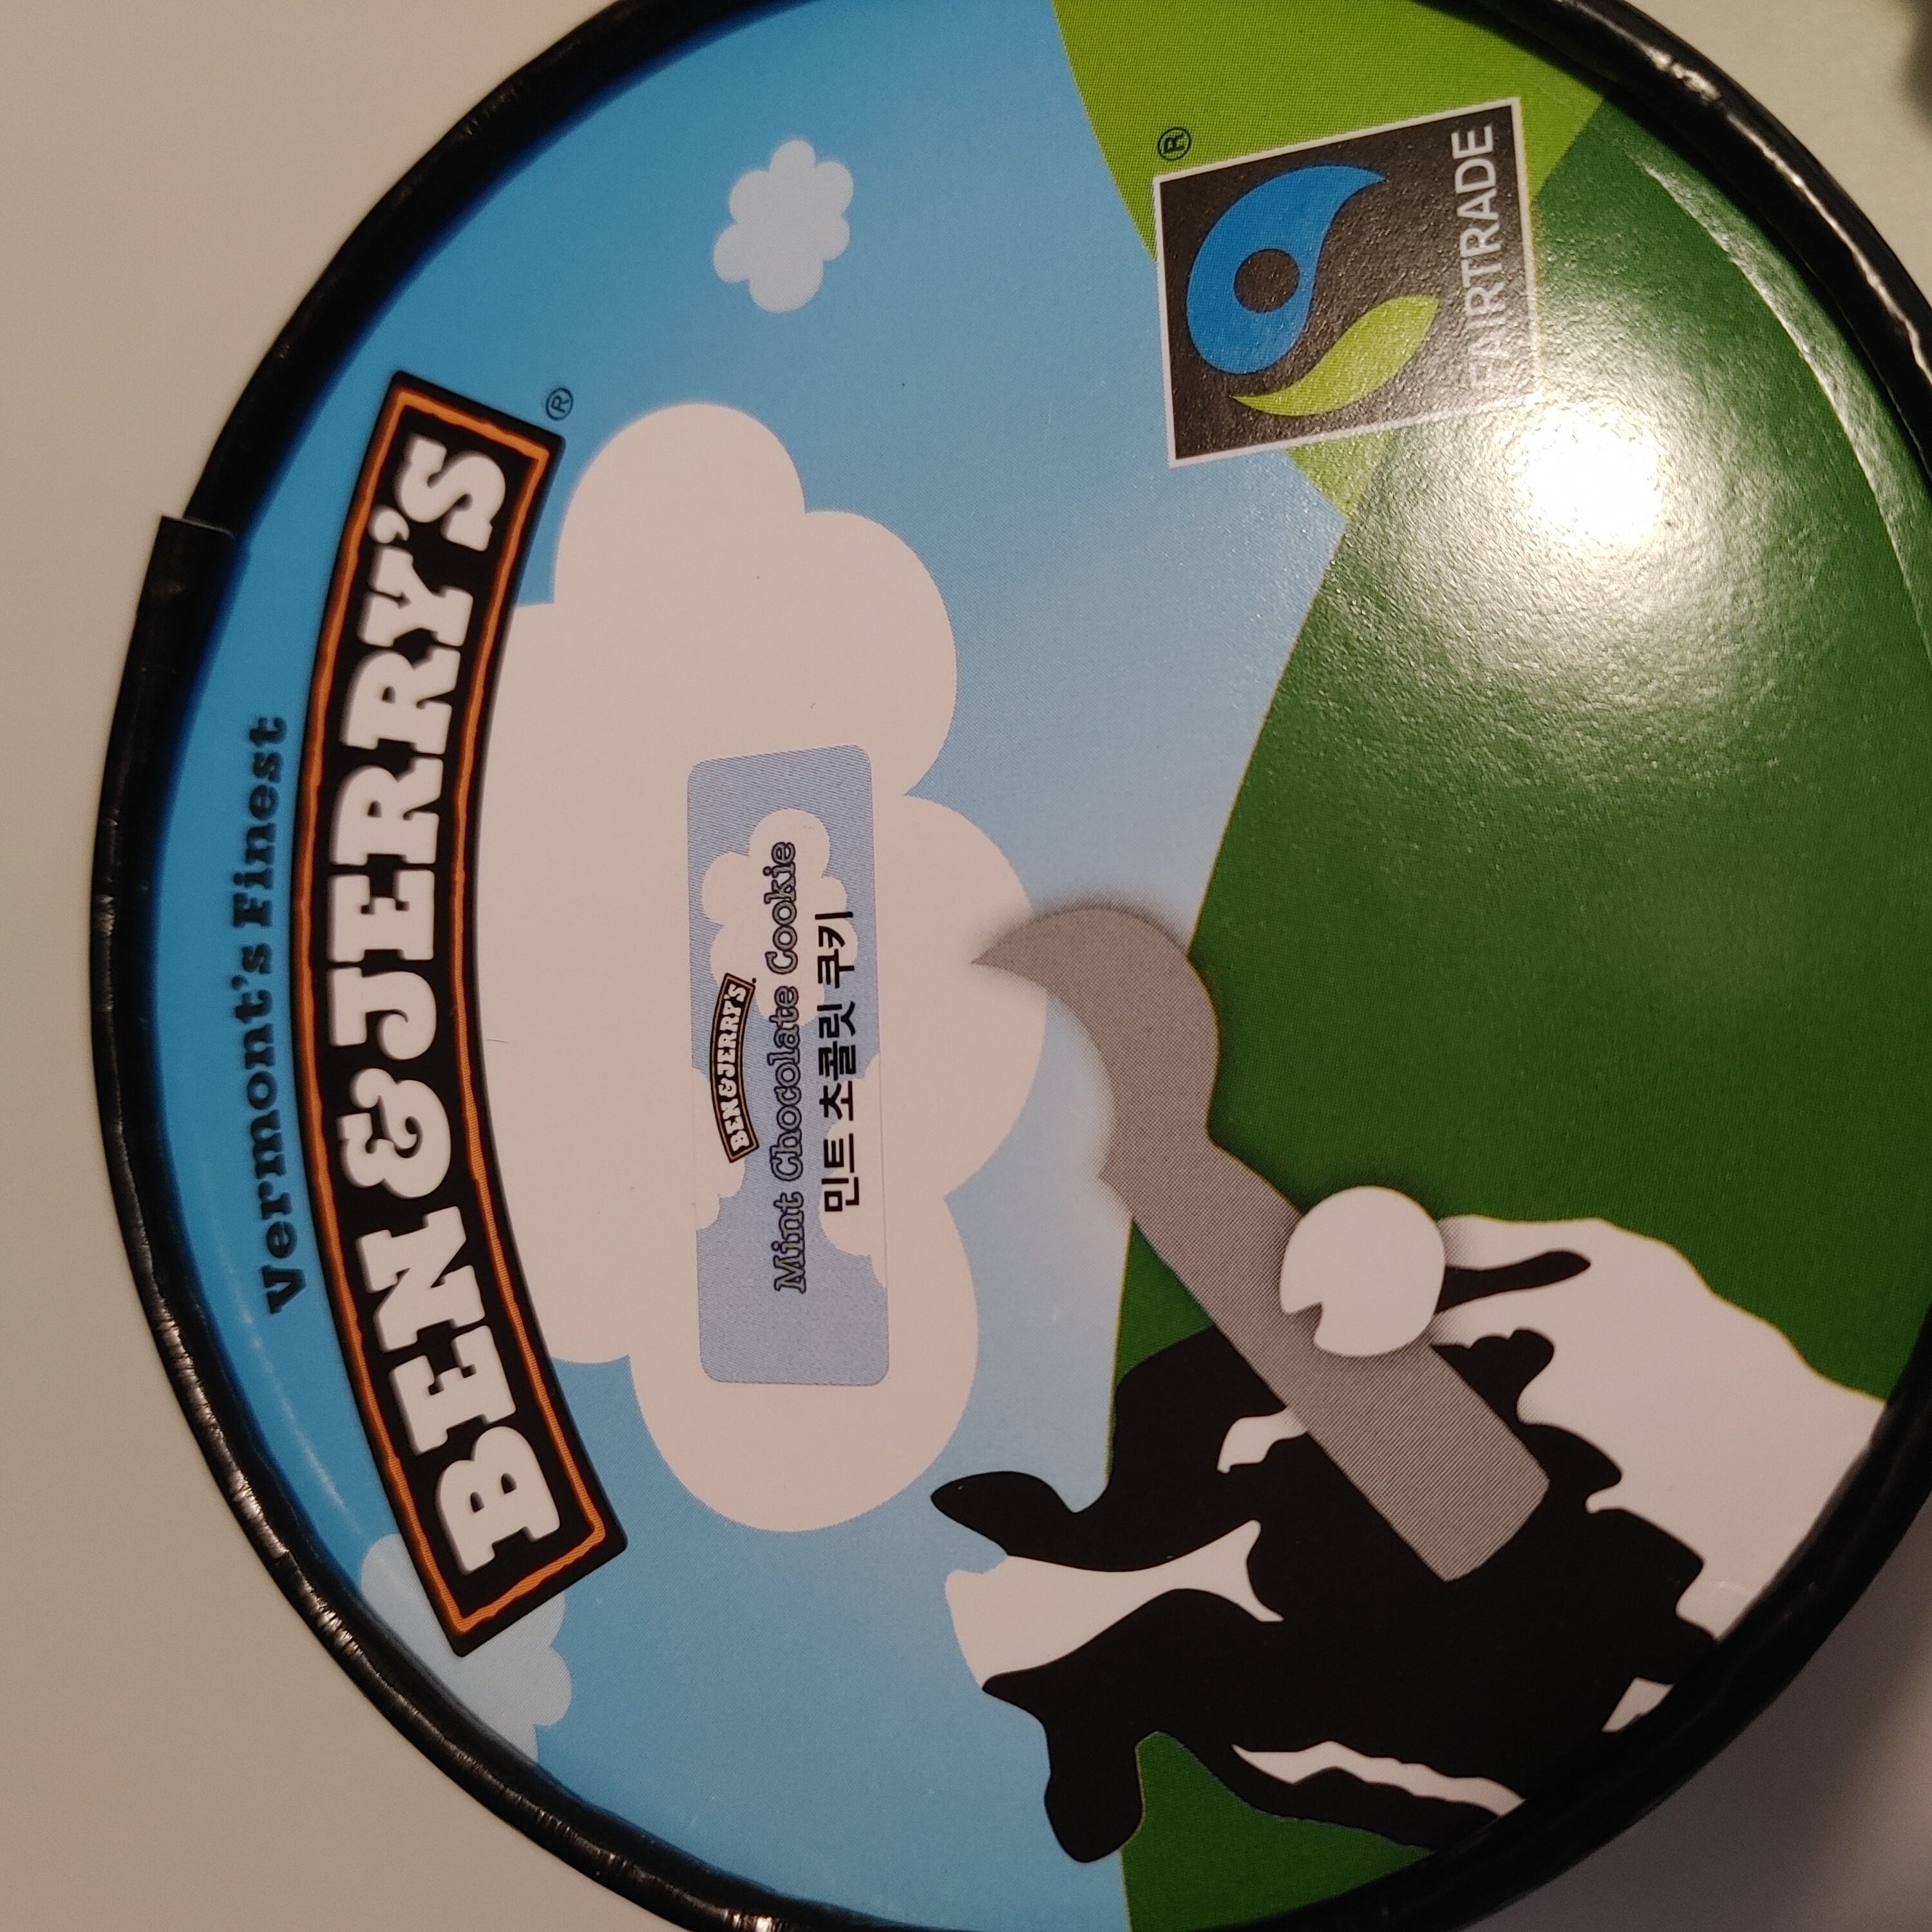 Vermont's Finest
BEN & JERRY'S ®
BEN & JERRY'S
Mint Chocolate Cookie
민트 초콜릿 쿠키
®
FAIRTRADE